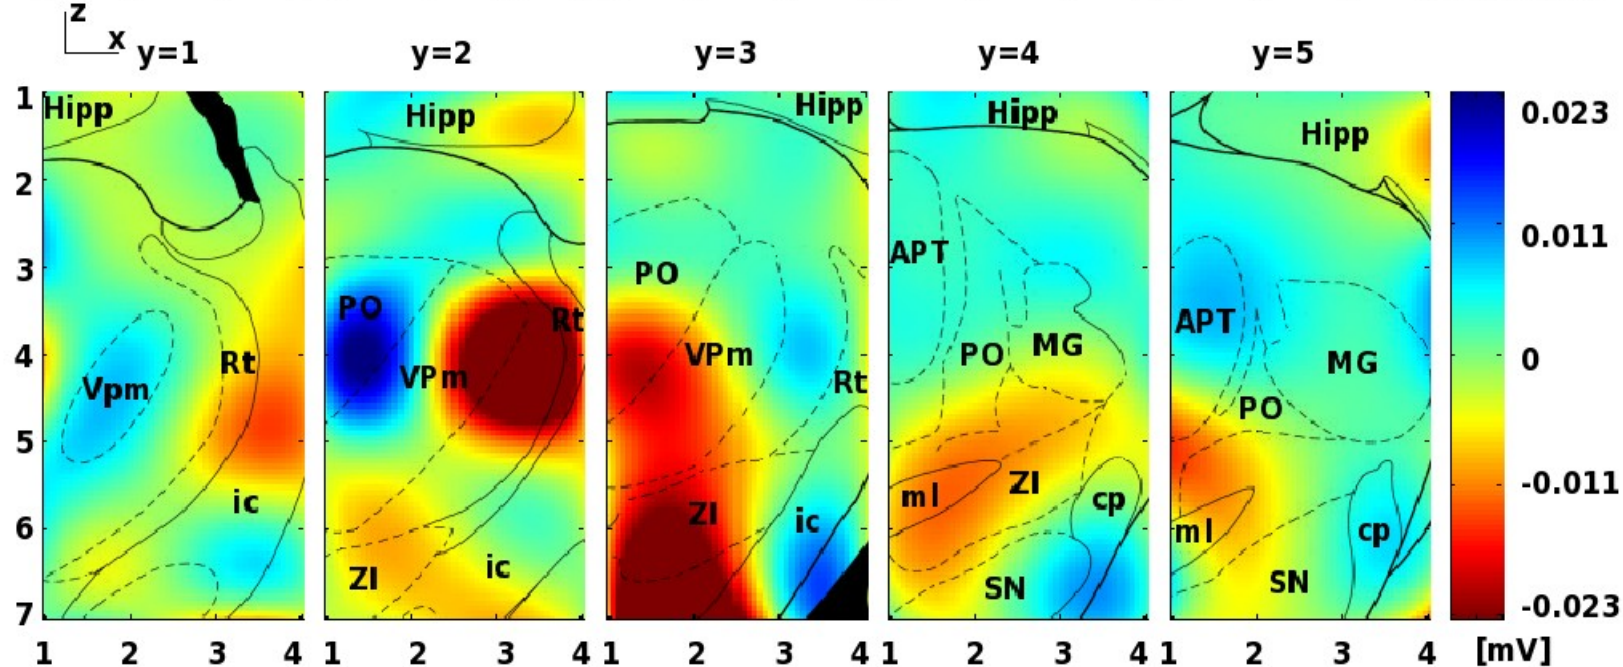 z
x
y=1 y=2 y=3 y=4 y=5
1 2 3 4 5 6 7
Hipp
Rt
Vpm
ic
1 2 3 4
Hipp
PO
Rt
VPm
ZI
ic
1 2 3 4
Hipp
PO
VPm
Rt
ZI
ic
1 2 3 4
Hipp
APT
PO
MG
ml
ZI
cp
SN
1 2 3 4
Hipp
APT
MG
PO
ml
cp
SN
1 2 3 4
0.023
0.011
0
-0.011
-0.023
[mV]